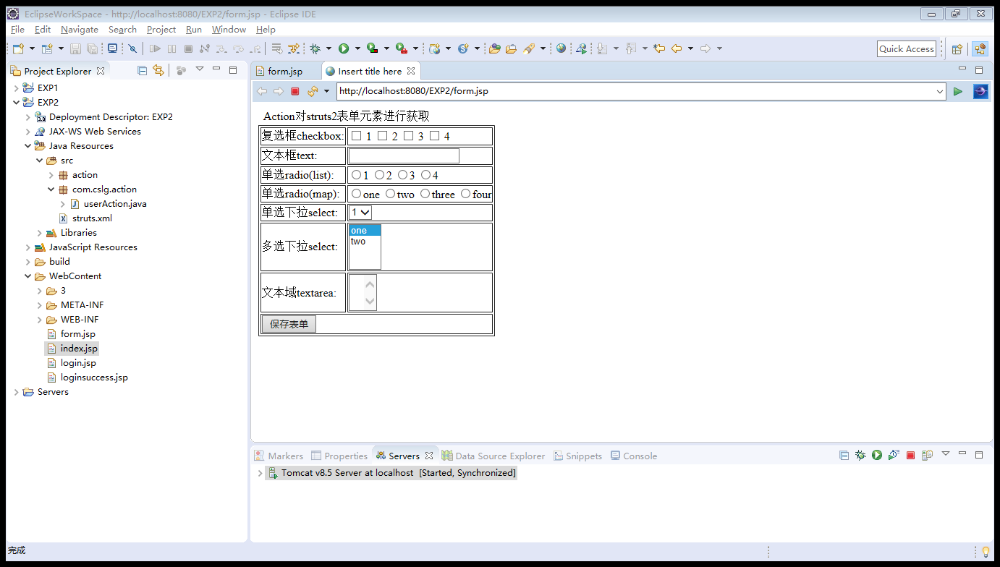 EclipseWorkSpace - http://localhost:8080/EXP2/form.jsp - Eclipse IDE
File Edit Navigate Search Project Run Window Help
Quick Access
Project Explorer
EXP1
EXP2
Deployment Descriptor: EXP2
JAX-WS Web Services
Java Resources
src
action
com.cslg.action
userAction.java
struts.xml
Libraries
JavaScript Resources
build
WebContent
3
META-INF
WEB-INF
form.jsp
index.jsp
login.jsp
loginsuccess.jsp
Servers
form.jsp Insert title here
http://localhost:8080/EXP2/form.jsp
Action对struts2表单元素进行获取
复选框checkbox: 1 2 3 4
文本框text:
单选radio(list): 1 2 3 4
单选radio(map): one two three four
单选下拉select: 1
多选下拉select: one
two
文本域textarea:
保存表单
Markers Properties Servers Data Source Explorer Snippets Console
Tomcat v8.5 Server at localhost [Started, Synchronized]
完成